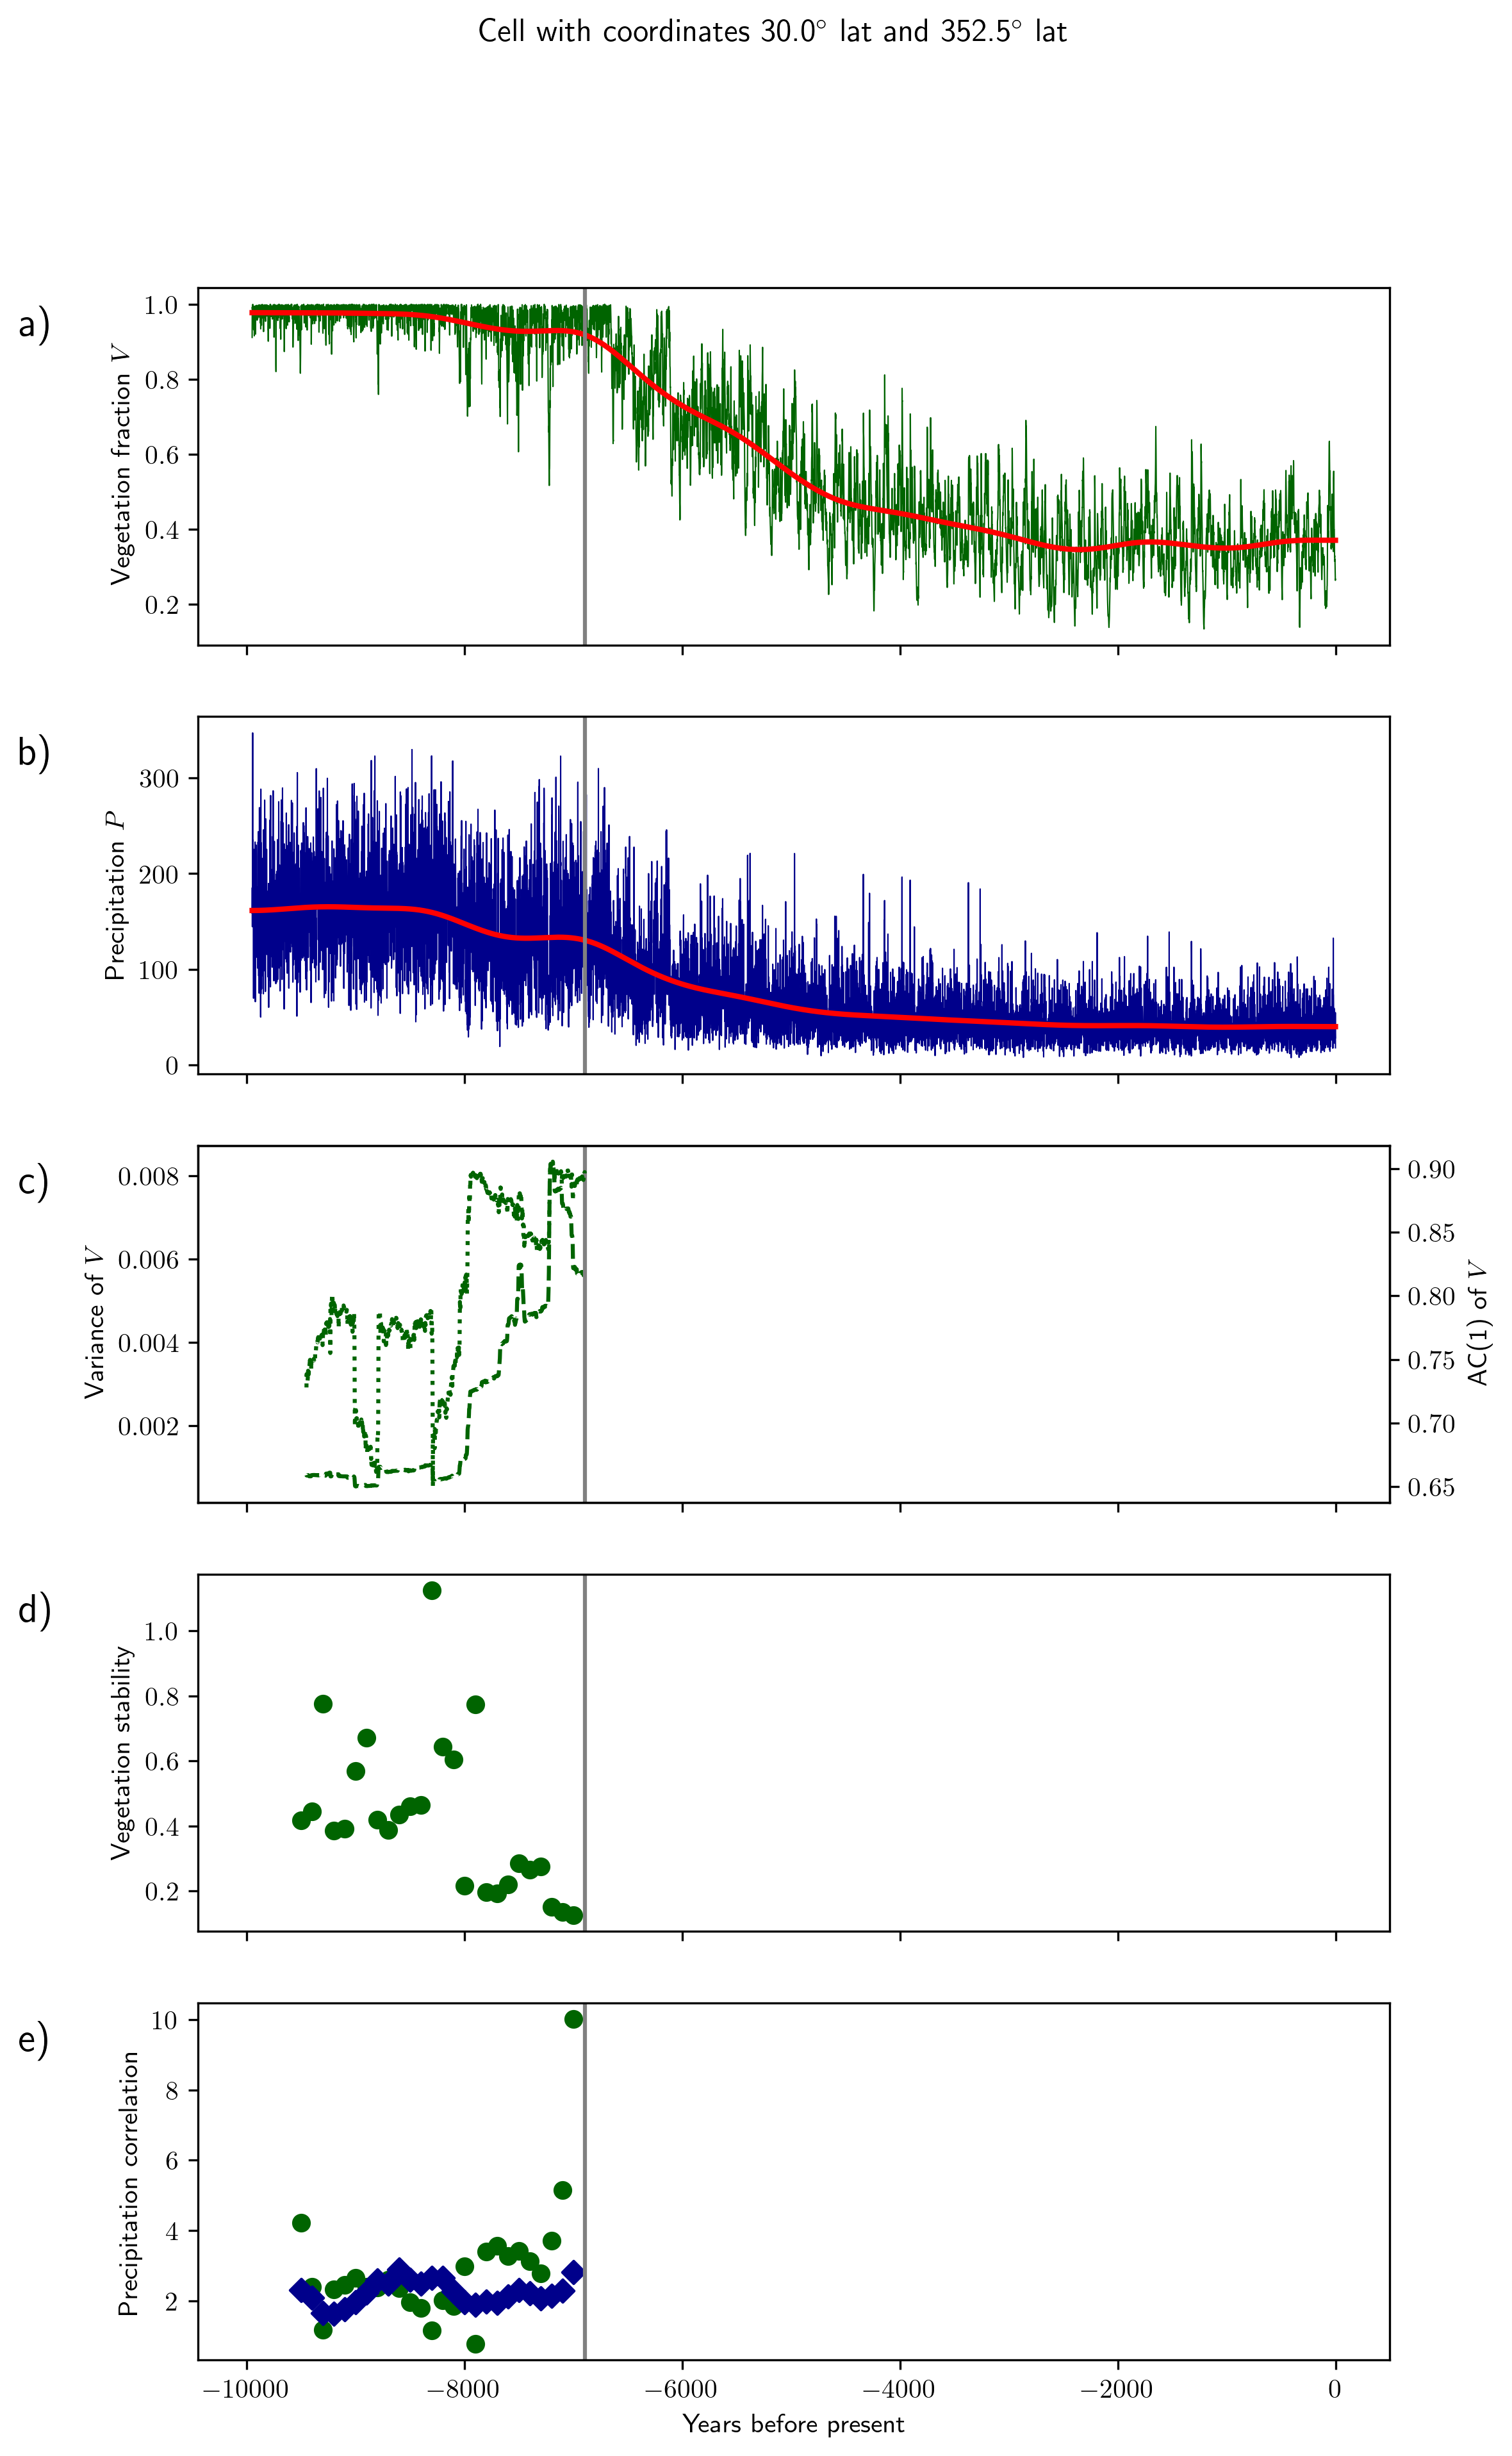 Cell with coordinates 30.0° lat and 352.5° lat
a)
Vegetation fraction V
1.0
0.8
0.6
0.4
0.2
b)
Precipitation P
300
200
100
0
c)
Variance of V
0.008
0.006
0.004
0.002
0.90
0.85
0.80
0.75
0.70
0.65
AC(1) of V
d)
Vegetation stability
1.0
0.8
0.6
0.4
0.2
e)
Precipitation correlation
10
8
6
4
2
−10000 −8000 −6000 −4000 −2000 0
Years before present